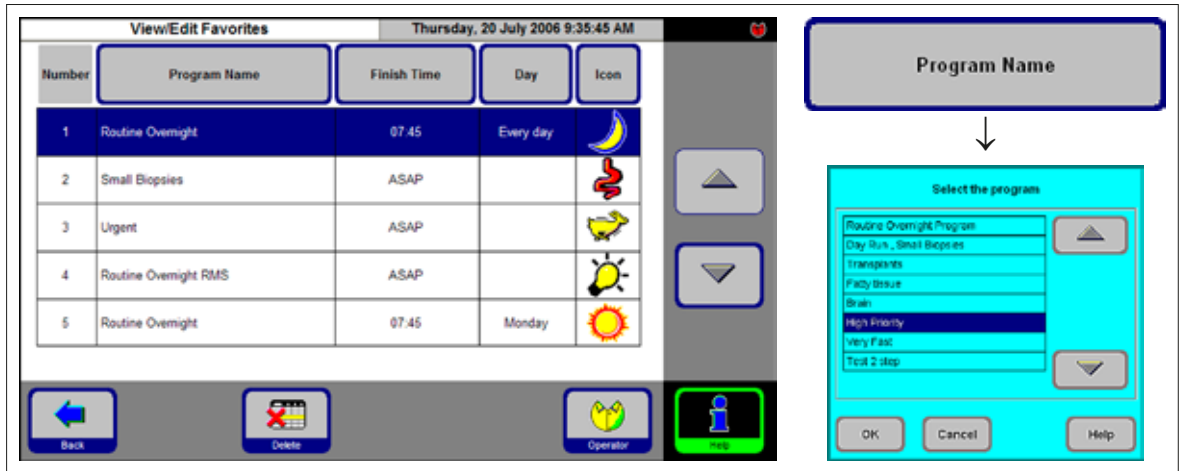 View/Edit Favorites Thursday, 20 July 2006 9:35:45 AM
Number Program Name Finish Time Day Icon
1 Routine Overnight 07:45 Every day
2 Small Biopsies ASAP
3 Urgent ASAP
4 Routine Overnight RMS ASAP
5 Routine Overnight 07:45 Monday
Back Delete Operator Help
Program Name
↓
Select the program
Routine Overnight Program
Day Run , Small Biopsies
Transplants
Fatty tissue
Brain
High Priority
Very Fast
Test 2 step
OK Cancel Help